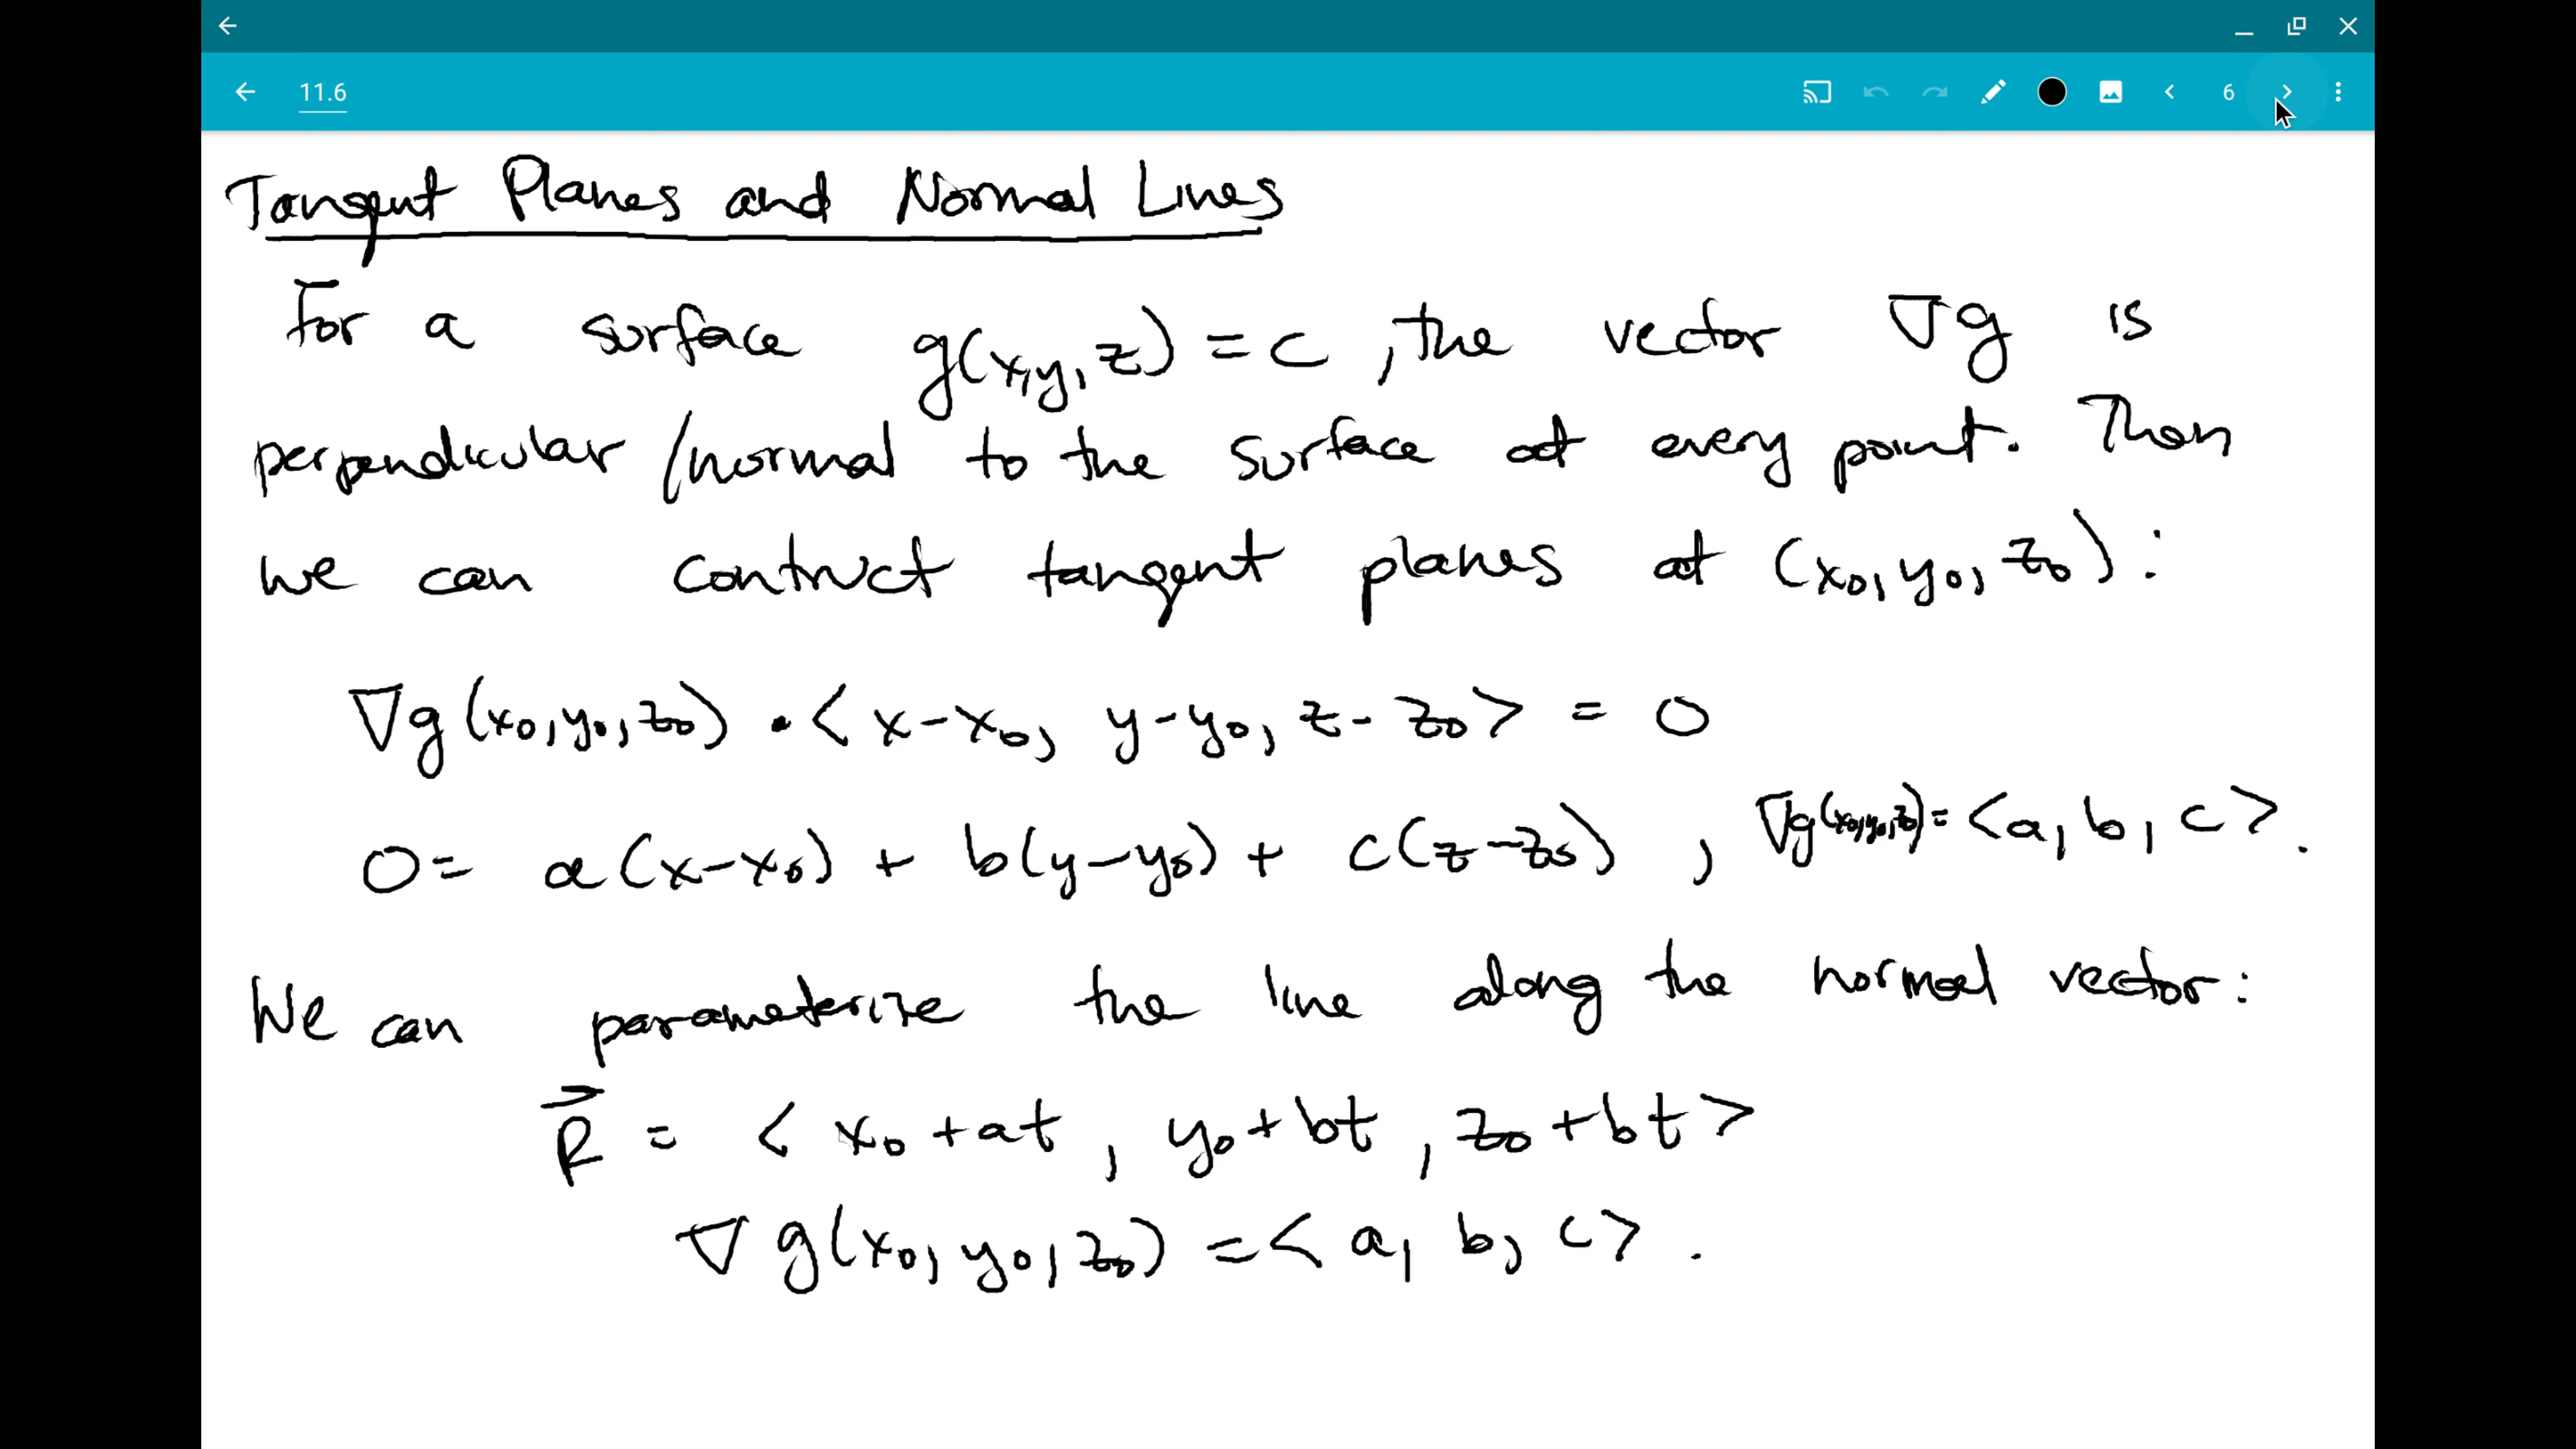 11.6
6
Tangent Planes and Normal Lines
For a surface g(x,y,z) = c, the vector ∇g is
perpendicular/normal to the surface at every point. Then
we can contruct tangent planes at (x₀, y₀, z₀):
∇g(x₀,y₀,z₀) • < x-x₀, y-y₀, z-z₀> = 0
0 = a(x-x₀) + b(y-y₀) + c(z-z₀) , ∇g(x₀,y₀,z₀) = <a, b, c>.
We can parameterize the line along the normal vector:
R⃗ = < x₀ + at , y₀ + bt , z₀ + bt >
∇g(x₀, y₀, z₀) = < a, b, c> .